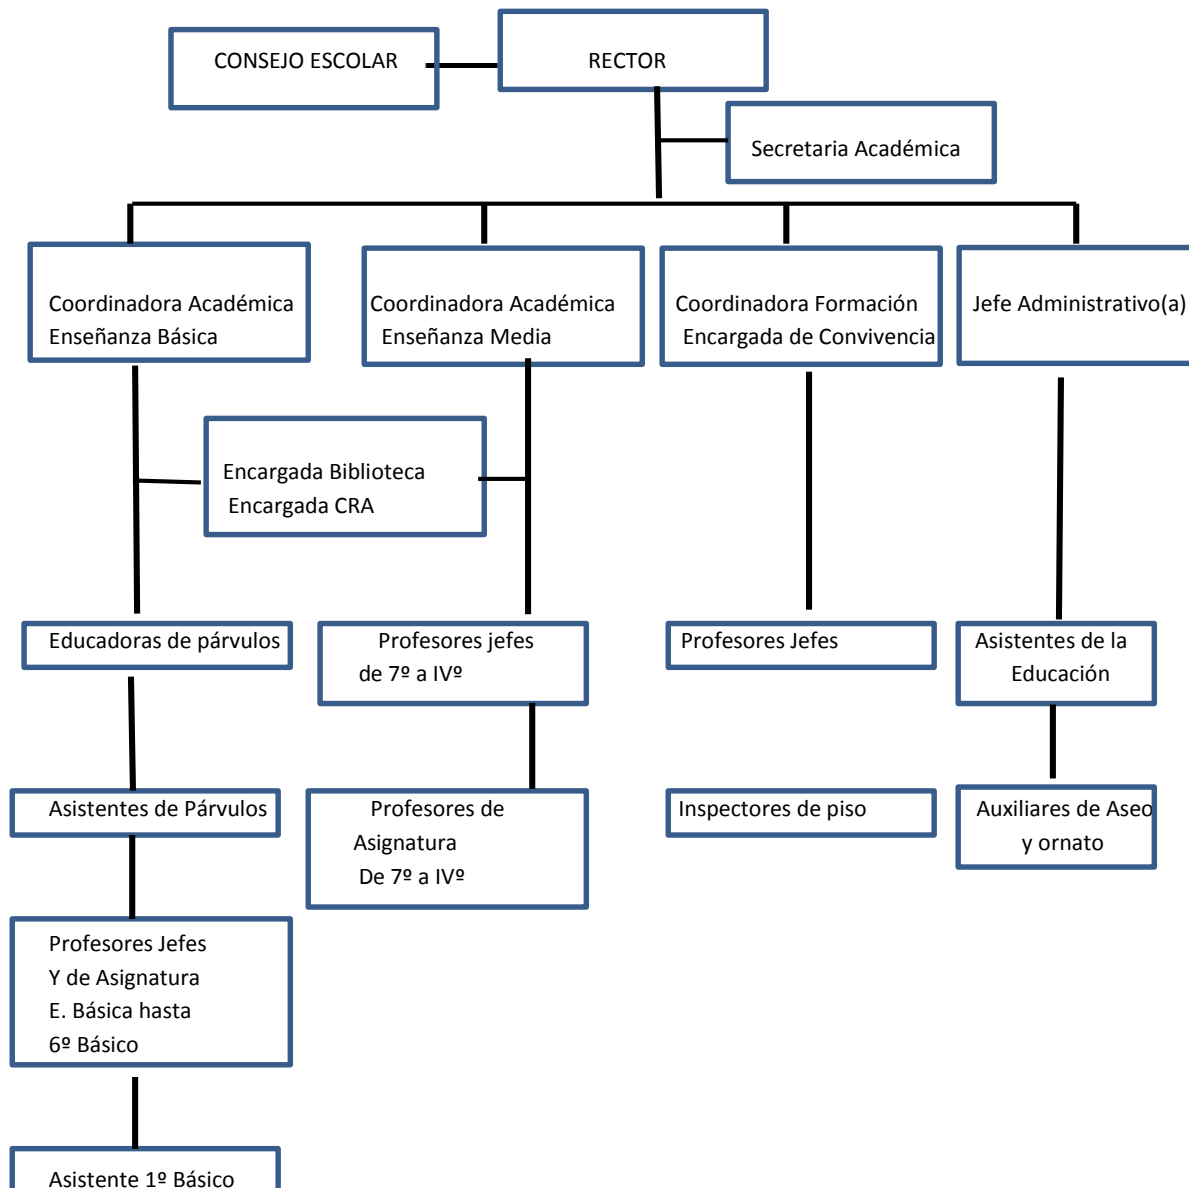 CONSEJO ESCOLAR
RECTOR
Secretaria Académica
Coordinadora Académica
Enseñanza Básica
Coordinadora Académica
Enseñanza Media
Coordinadora Formación
Encargada de Convivencia
Jefe Administrativo(a)
Encargada Biblioteca
Encargada CRA
Educadoras de párvulos
Profesores jefes
de 7º a IVº
Profesores Jefes
Asistentes de la
Educación
Asistentes de Párvulos
Profesores de
Asignatura
De 7º a IVº
Inspectores de piso
Auxiliares de Aseo
y ornato
Profesores Jefes
Y de Asignatura
E. Básica hasta
6º Básico
Asistente 1º Básico